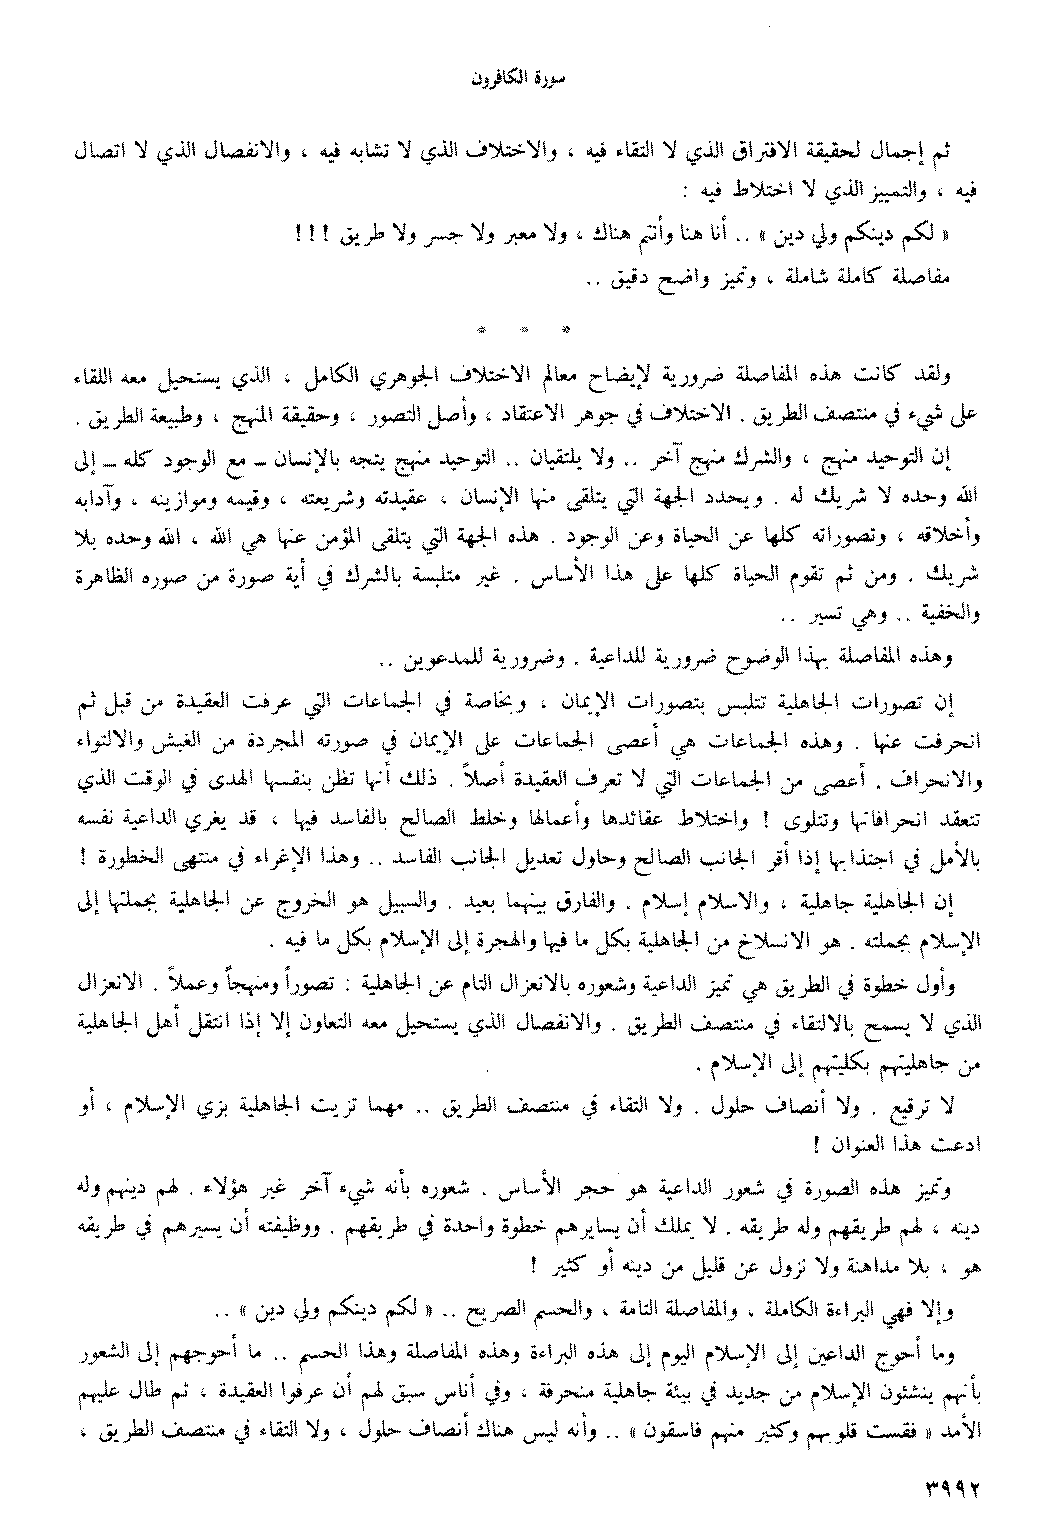 سورة الكافرون
ثم إجمال لحقيقة الافتراق الذي لا التقاء فيه ، والاختلاف الذي لا تشابه فيه ، والانفصال الذي لا اتصال
فيه ، والتمييز الذي لا اختلاط فيه :
« لكم دينكم ولي دين » .. أنا هنا وأنتم هناك ، ولا معبر ولا جسر ولا طريق ! ! !
مفاصلة كاملة شاملة ، وتميز واضح دقيق ..
* * *
ولقد كانت هذه المفاصلة ضرورية لإيضاح معالم الاختلاف الجوهري الكامل ، الذي يستحيل معه اللقاء
على شيء في منتصف الطريق . الاختلاف في جوهر الاعتقاد ، وأصل التصور ، وحقيقة المنهج ، وطبيعة الطريق .
إن التوحيد منهج ، والشرك منهج آخر .. ولا يلتقيان .. التوحيد منهج يتجه بالإنسان – مع الوجود كله – إلى
الله وحده لا شريك له . ويحدد الجهة التي يتلقى منها الإنسان ، عقيدته وشريعته ، وقيمه وموازينه ، وآدابه
وأخلاقه ، وتصوراته كلها عن الحياة وعن الوجود . هذه الجهة التي يتلقى المؤمن عنها هي الله ، الله وحده بلا
شريك . ومن ثم تقوم الحياة كلها على هذا الأساس . غير متلبسة بالشرك في أية صورة من صوره الظاهرة
والخفية .. وهي تسير ..
وهذه المفاصلة بهذا الوضوح ضرورية للداعية . وضرورية للمدعوين ..
إن تصورات الجاهلية تتلبس بتصورات الإيمان ، وبخاصة في الجماعات التي عرفت العقيدة من قبل ثم
انحرفت عنها . وهذه الجماعات هي أعصى الجماعات على الإيمان في صورته المجردة من الغبش والالتواء
والانحراف . أعصى من الجماعات التي لا تعرف العقيدة أصلاً . ذلك أنها تظن بنفسها الهدى في الوقت الذي
تتعقد انحرافاتها وتتلوى ! واختلاط عقائدها وأعمالها وخلط الصالح بالفاسد فيها ، قد يغري الداعية نفسه
بالأمل في اجتذابها إذا أقر الجانب الصالح وحاول تعديل الجانب الفاسد .. وهذا الإغراء في منتهى الخطورة !
إن الجاهلية جاهلية ، والاسلام إسلام . والفارق بينهما بعيد . والسبيل هو الخروج عن الجاهلية بجملتها إلى
الإسلام بجملته . هو الانسلاخ من الجاهلية بكل ما فيها والهجرة إلى الإسلام بكل ما فيه .
وأول خطوة في الطريق هي تميز الداعية وشعوره بالانعزال التام عن الجاهلية : تصوراً ومنهجاً وعملاً . الانعزال
الذي لا يسمح بالالتقاء في منتصف الطريق . والانفصال الذي يستحيل معه التعاون إلا إذا انتقل أهل الجاهلية
من جاهليتهم بكليتهم إلى الإسلام .
لا ترقيع . ولا أنصاف حلول . ولا التقاء في منتصف الطريق .. مهما تزيت الجاهلية بزي الإسلام ، أو
ادعت هذا العنوان !
وتميز هذه الصورة في شعور الداعية هو حجر الأساس . شعوره بأنه شيء آخر غير هؤلاء . لهم دينهم وله
دينه ، لهم طريقهم وله طريقه . لا يملك أن يسايرهم خطوة واحدة في طريقهم . ووظيفته أن يسيرهم في طريقه
هو ، بلا مداهنة ولا نزول عن قليل من دينه أو كثير !
وإلا فهي البراءة الكاملة ، والمفاصلة التامة ، والحسم الصريح .. « لكم دينكم ولي دين » ..
وما أحوج الداعين إلى الإسلام اليوم إلى هذه البراءة وهذه المفاصلة وهذا الحسم .. ما أحوجهم إلى الشعور
بأنهم ينشئون الإسلام من جديد في بيئة جاهلية منحرفة ، وفي أناس سبق لهم أن عرفوا العقيدة ، ثم طال عليهم
الأمد « فقست قلوبهم وكثير منهم فاسقون » .. وأنه ليس هناك أنصاف حلول ، ولا التقاء في منتصف الطريق ،
٣٩٩٢